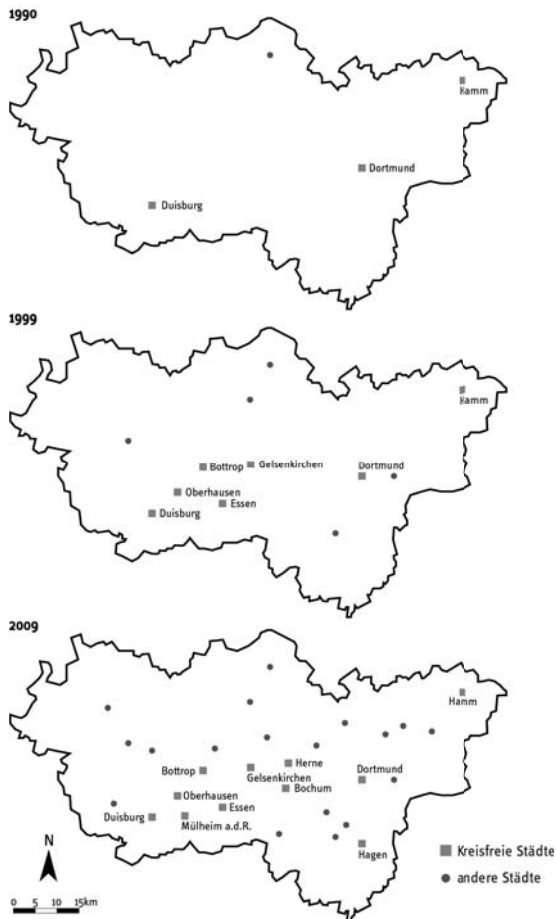 1990
Hamm
Dortmund
Duisburg
1999
Hamm
Bottrop
Gelsenkirchen
Dortmund
Oberhausen
Essen
Duisburg
2009
Hamm
Herne
Bottrop
Gelsenkirchen
Dortmund
Bochum
Oberhausen
Essen
Duisburg
Mülheim a.d.R.
Hagen
N
Kreisfreie Städte
andere Städte
0 5 10 15km